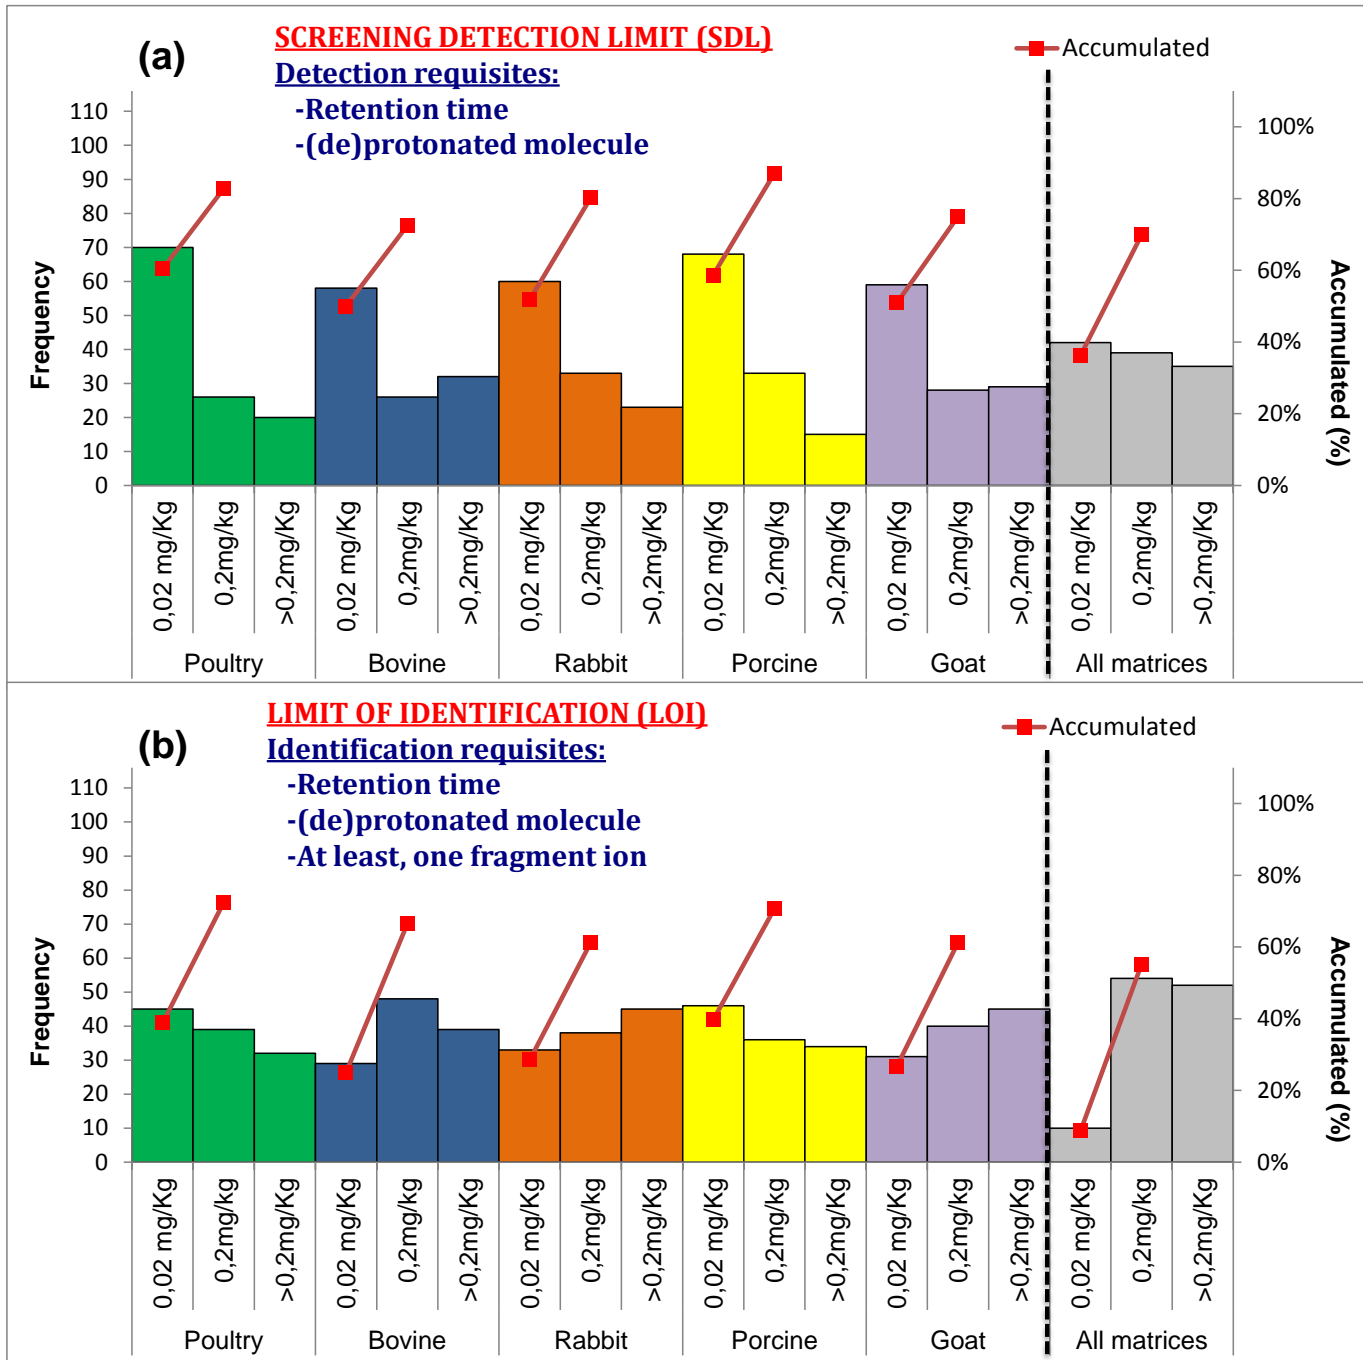 (a)
SCREENING DETECTION LIMIT (SDL)
Detection requisites:
-Retention time
-(de)protonated molecule
Accumulated
Frequency
110
100
90
80
70
60
50
40
30
20
10
0
Accumulated (%)
100%
80%
60%
40%
20%
0%
0,02 mg/Kg
0,2mg/kg
>0,2mg/Kg
0,02 mg/Kg
0,2mg/kg
>0,2mg/Kg
0,02 mg/Kg
0,2mg/kg
>0,2mg/Kg
0,02 mg/Kg
0,2mg/kg
>0,2mg/Kg
0,02 mg/Kg
0,2mg/kg
>0,2mg/Kg
0,02 mg/Kg
0,2mg/kg
>0,2mg/Kg
Poultry
Bovine
Rabbit
Porcine
Goat
All matrices
(b)
LIMIT OF IDENTIFICATION (LOI)
Identification requisites:
-Retention time
-(de)protonated molecule
-At least, one fragment ion
Accumulated
Frequency
110
100
90
80
70
60
50
40
30
20
10
0
Accumulated (%)
100%
80%
60%
40%
20%
0%
0,02 mg/Kg
0,2mg/kg
>0,2mg/Kg
0,02 mg/Kg
0,2mg/kg
>0,2mg/Kg
0,02 mg/Kg
0,2mg/kg
>0,2mg/Kg
0,02 mg/Kg
0,2mg/kg
>0,2mg/Kg
0,02 mg/Kg
0,2mg/kg
>0,2mg/Kg
0,02 mg/Kg
0,2mg/kg
>0,2mg/Kg
Poultry
Bovine
Rabbit
Porcine
Goat
All matrices